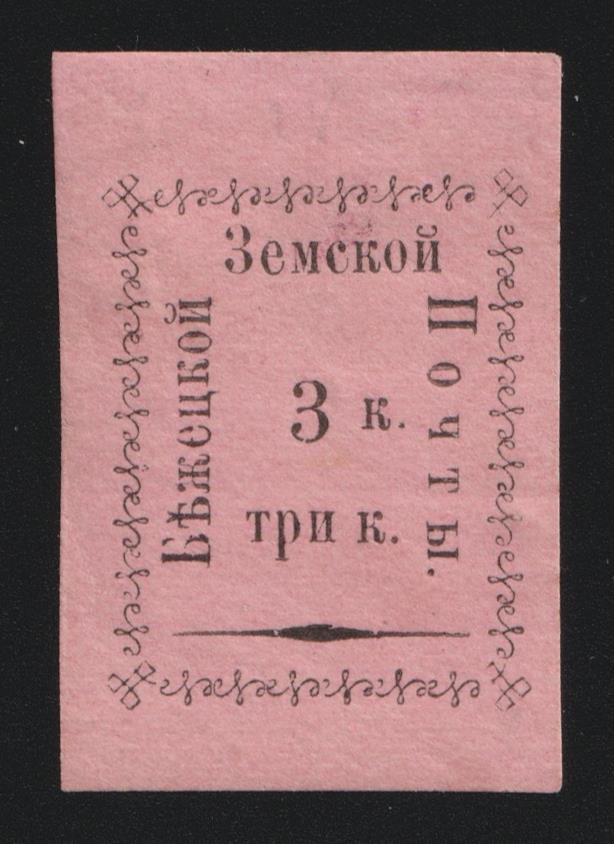 Бѣжецкой
Земской
Почты.
3 к.
три к.